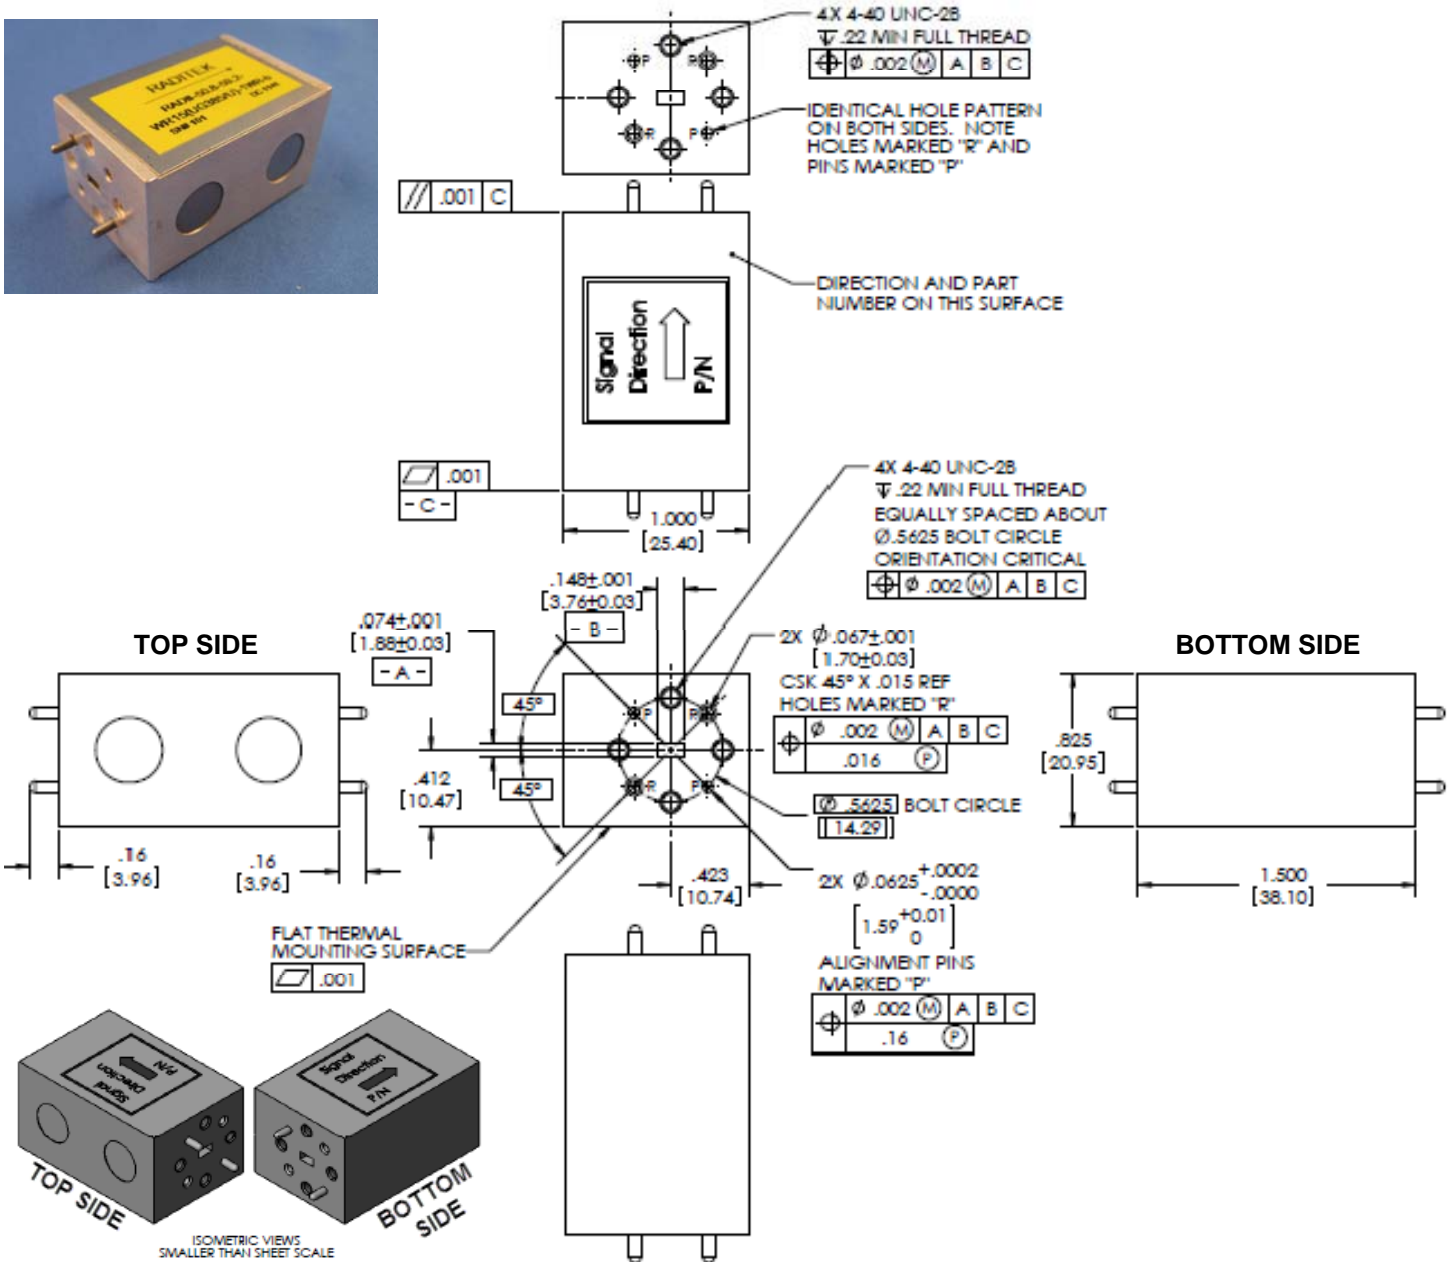 RADITEK
4X 4-40 UNC-2B
↧ .22 MIN FULL THREAD
⌖ Ø .002 Ⓜ A B C
P
R
R
P
IDENTICAL HOLE PATTERN
ON BOTH SIDES. NOTE
HOLES MARKED "R" AND
PINS MARKED "P"
// .001 C
DIRECTION AND PART
NUMBER ON THIS SURFACE
Signal
Direction
P/N
⏥ .001
- C -
1.000
[25.40]
4X 4-40 UNC-2B
↧ .22 MIN FULL THREAD
EQUALLY SPACED ABOUT
Ø.5625 BOLT CIRCLE
ORIENTATION CRITICAL
⌖ Ø .002 Ⓜ A B C
.148±.001
[3.76±0.03]
- B -
.074±.001
[1.88±0.03]
- A -
TOP SIDE
2X Ø.067±.001
[1.70±0.03]
CSK 45° X .015 REF
HOLES MARKED "R"
⌖ Ø .002 Ⓜ A B C
.016 Ⓟ
BOTTOM SIDE
45°
45°
P
R
R
P
.412
[10.47]
.825
[20.95]
Ø .5625 BOLT CIRCLE
[14.29]
.16
[3.96]
.16
[3.96]
.423
[10.74]
2X Ø.0625 +.0002
-.0000
[1.59 +0.01
0]
1.500
[38.10]
FLAT THERMAL
MOUNTING SURFACE
⏥ .001
ALIGNMENT PINS
MARKED "P"
⌖ Ø .002 Ⓜ A B C
.16 Ⓟ
Signal
Direction
P/N
Signal
Direction
P/N
TOP SIDE
BOTTOM
SIDE
ISOMETRIC VIEWS
SMALLER THAN SHEET SCALE